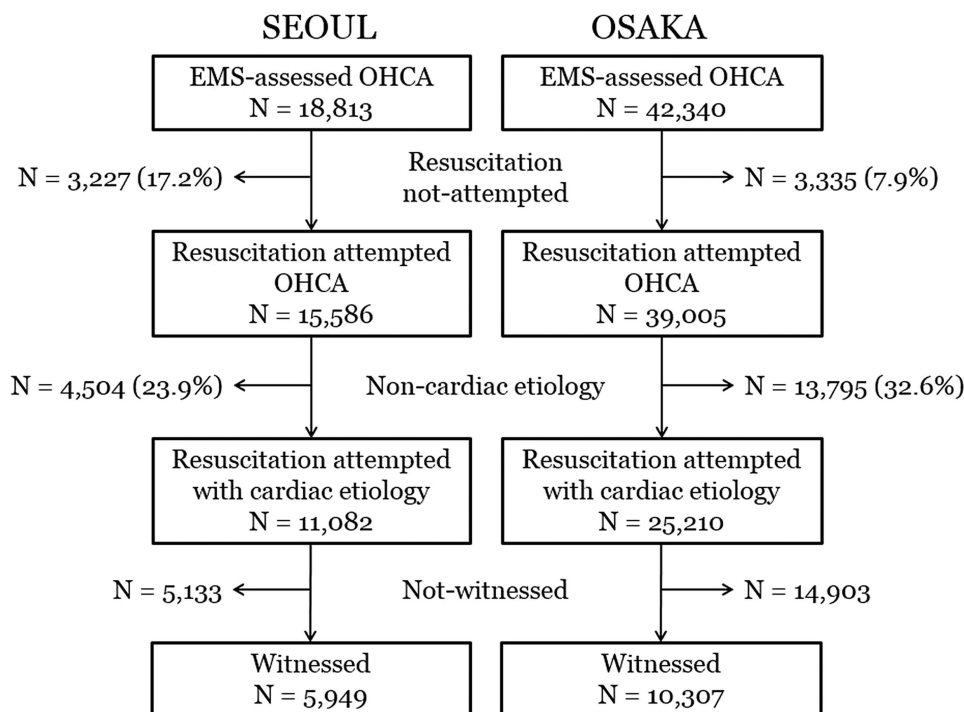 SEOUL OSAKA
EMS-assessed OHCA
N = 18,813
EMS-assessed OHCA
N = 42,340
N = 3,227 (17.2%)
Resuscitation
not-attempted
N = 3,335 (7.9%)
Resuscitation attempted
OHCA
N = 15,586
Resuscitation attempted
OHCA
N = 39,005
N = 4,504 (23.9%)
Non-cardiac etiology
N = 13,795 (32.6%)
Resuscitation attempted
with cardiac etiology
N = 11,082
Resuscitation attempted
with cardiac etiology
N = 25,210
N = 5,133
Not-witnessed
N = 14,903
Witnessed
N = 5,949
Witnessed
N = 10,307